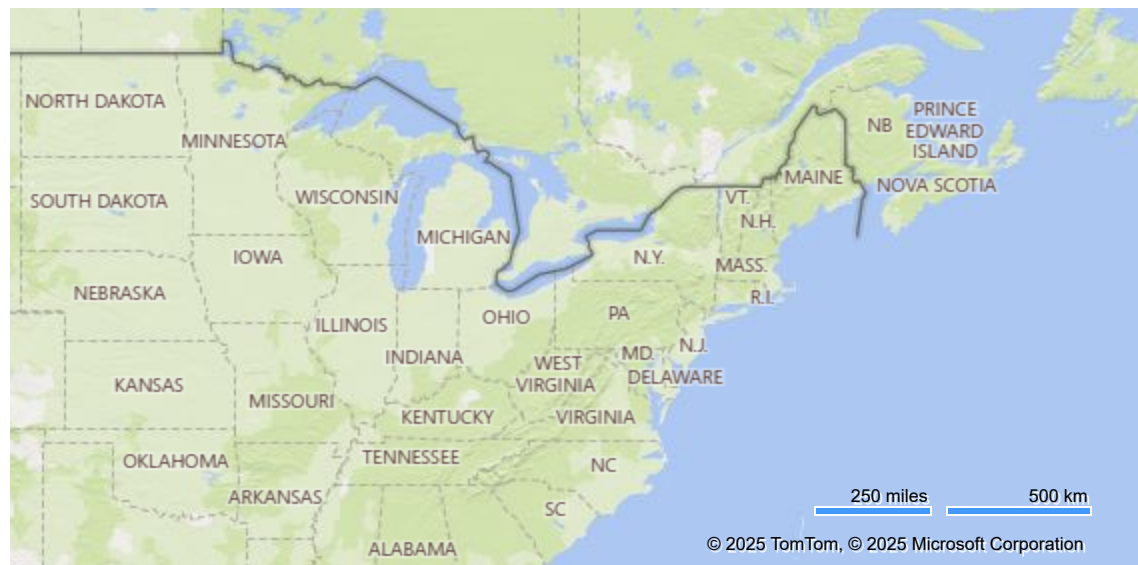 NORTH DAKOTA
MINNESOTA
NB
PRINCE
EDWARD
ISLAND
SOUTH DAKOTA
WISCONSIN
MAINE
NOVA SCOTIA
VT.
N.H.
MICHIGAN
IOWA
N.Y.
MASS.
NEBRASKA
R.I.
ILLINOIS
OHIO
PA
INDIANA
MD.
N.J.
WEST
VIRGINIA
DELAWARE
KANSAS
MISSOURI
KENTUCKY
VIRGINIA
OKLAHOMA
TENNESSEE
NC
ARKANSAS
SC
ALABAMA
250 miles
500 km
© 2025 TomTom, © 2025 Microsoft Corporation